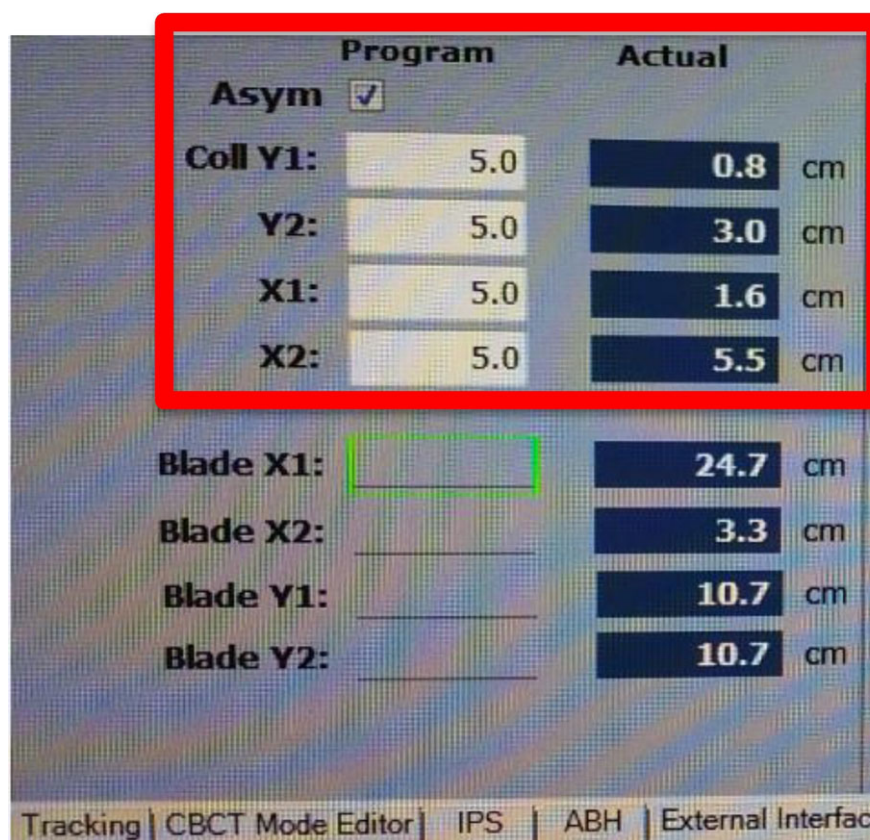 Program Actual
Asym
Coll Y1: 5.0 0.8 cm
Y2: 5.0 3.0 cm
X1: 5.0 1.6 cm
X2: 5.0 5.5 cm
Blade X1: 24.7 cm
Blade X2: 3.3 cm
Blade Y1: 10.7 cm
Blade Y2: 10.7 cm
Tracking | CBCT Mode Editor | IPS | ABH | External Interfac